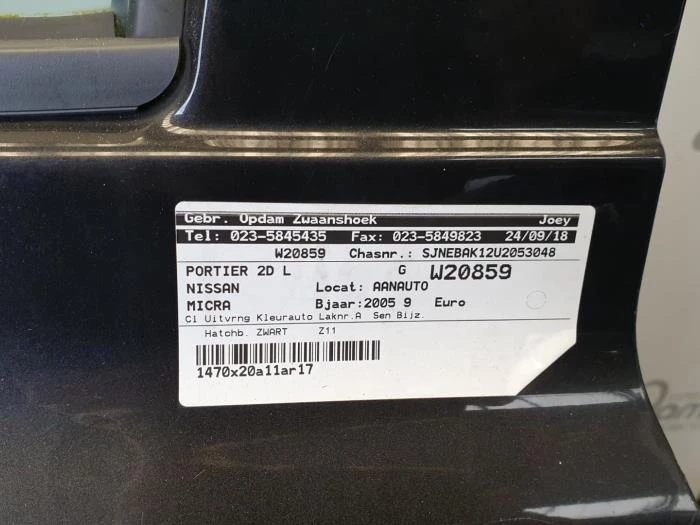 Gebr. Opdam Zwaanshoek Joey
Tel: 023-5845435 Fax: 023-5849823 24/09/18
W20859 Chasnr.: SJNEBAK12U2053048
PORTIER 2D L G W20859
NISSAN Locat: AANAUTO
MICRA Bjaar:2005 9 Euro
Ci Uitvrng Kleurauto Laknr.A Sen Bijz.
Hatchb. ZWART Z11
1470x20a11ar17